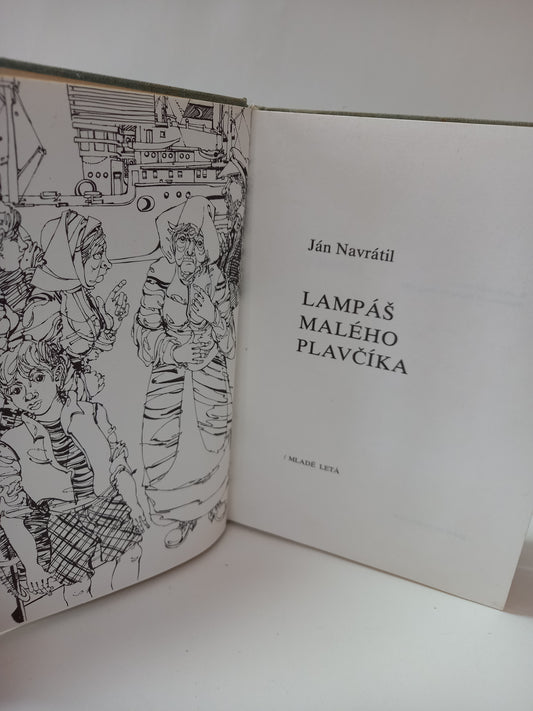 Ján Navrátil
LAMPÁŠ
MALÉHO
PLAVČÍKA
/ MLADÉ LETÁ